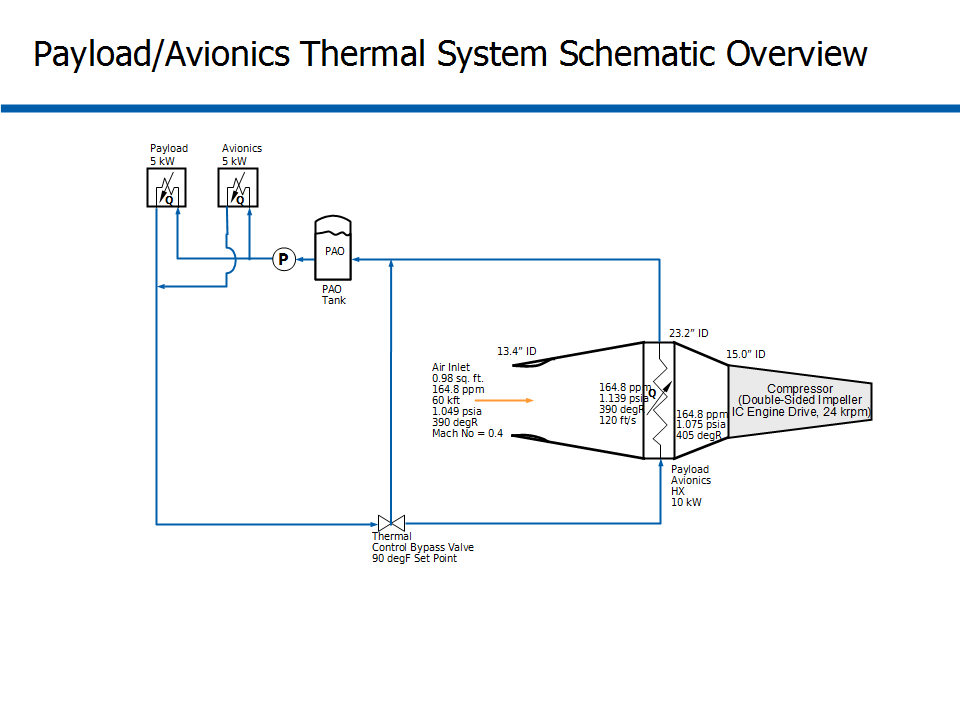 Payload/Avionics Thermal System Schematic Overview
Payload
5 kW
Avionics
5 kW
Q
Q
P
PAO
PAO
Tank
23.2" ID
13.4" ID
15.0" ID
Air Inlet
0.98 sq. ft.
164.8 ppm
60 kft
1.049 psia
390 degR
Mach No = 0.4
164.8 ppm
1.139 psia
390 degR
120 ft/s
Q
164.8 ppm
1.075 psia
405 degR
Compressor
(Double-Sided Impeller
IC Engine Drive, 24 krpm)
Payload
Avionics
HX
10 kW
Thermal
Control Bypass Valve
90 degF Set Point